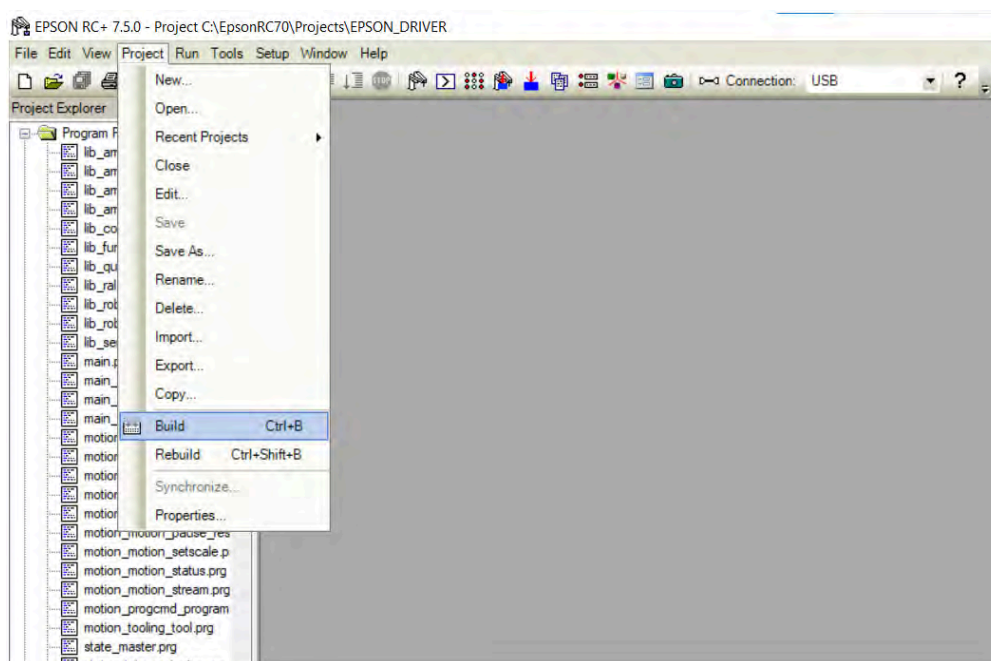 EPSON RC+ 7.5.0 - Project C:\EpsonRC70\Projects\EPSON_DRIVER
File Edit View Project Run Tools Setup Window Help
Connection: USB
?
Project Explorer
Program F
lib_am
lib_am
lib_am
lib_am
lib_co
lib_fur
lib_qu
lib_ral
lib_rob
lib_rob
lib_se
main.p
main_
main_
main_
motion
motion
motion
motion
motion
motion_motion_pause_res
motion_motion_setscale.p
motion_motion_status.prg
motion_motion_stream.prg
motion_progcmd_program
motion_tooling_tool.prg
state_master.prg
New...
Open...
Recent Projects
Close
Edit...
Save
Save As...
Rename...
Delete...
Import...
Export...
Copy...
Build Ctrl+B
Rebuild Ctrl+Shift+B
Synchronize...
Properties...